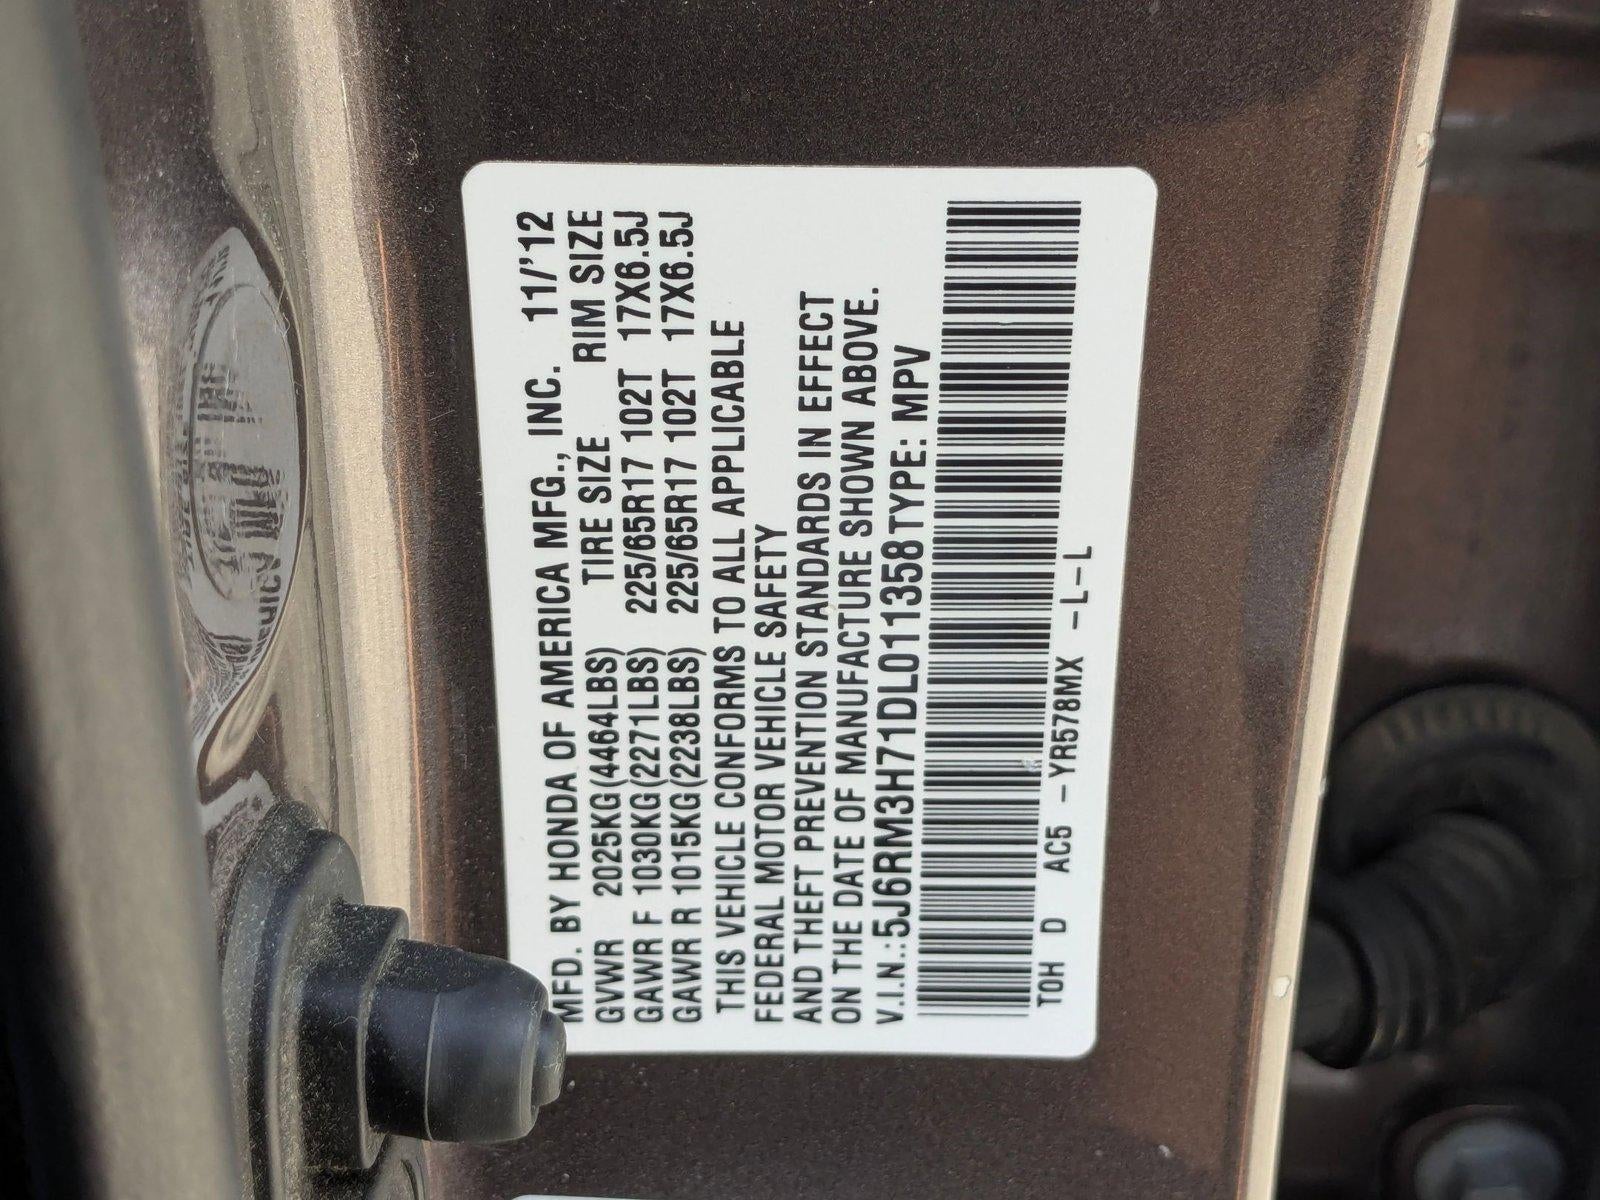 MFD. BY HONDA OF AMERICA MFG., INC. 11/'12
GVWR 2025KG(4464LBS) TIRE SIZE RIM SIZE
GAWR F 1030KG(2271LBS) 225/65R17 102T 17X6.5J
GAWR R 1015KG(2238LBS) 225/65R17 102T 17X6.5J
THIS VEHICLE CONFORMS TO ALL APPLICABLE
FEDERAL MOTOR VEHICLE SAFETY
AND THEFT PREVENTION STANDARDS IN EFFECT
ON THE DATE OF MANUFACTURE SHOWN ABOVE.
V.I.N.:5J6RM3H71DL011358TYPE: MPV
TOH D AC5 -YR578MX -L-L